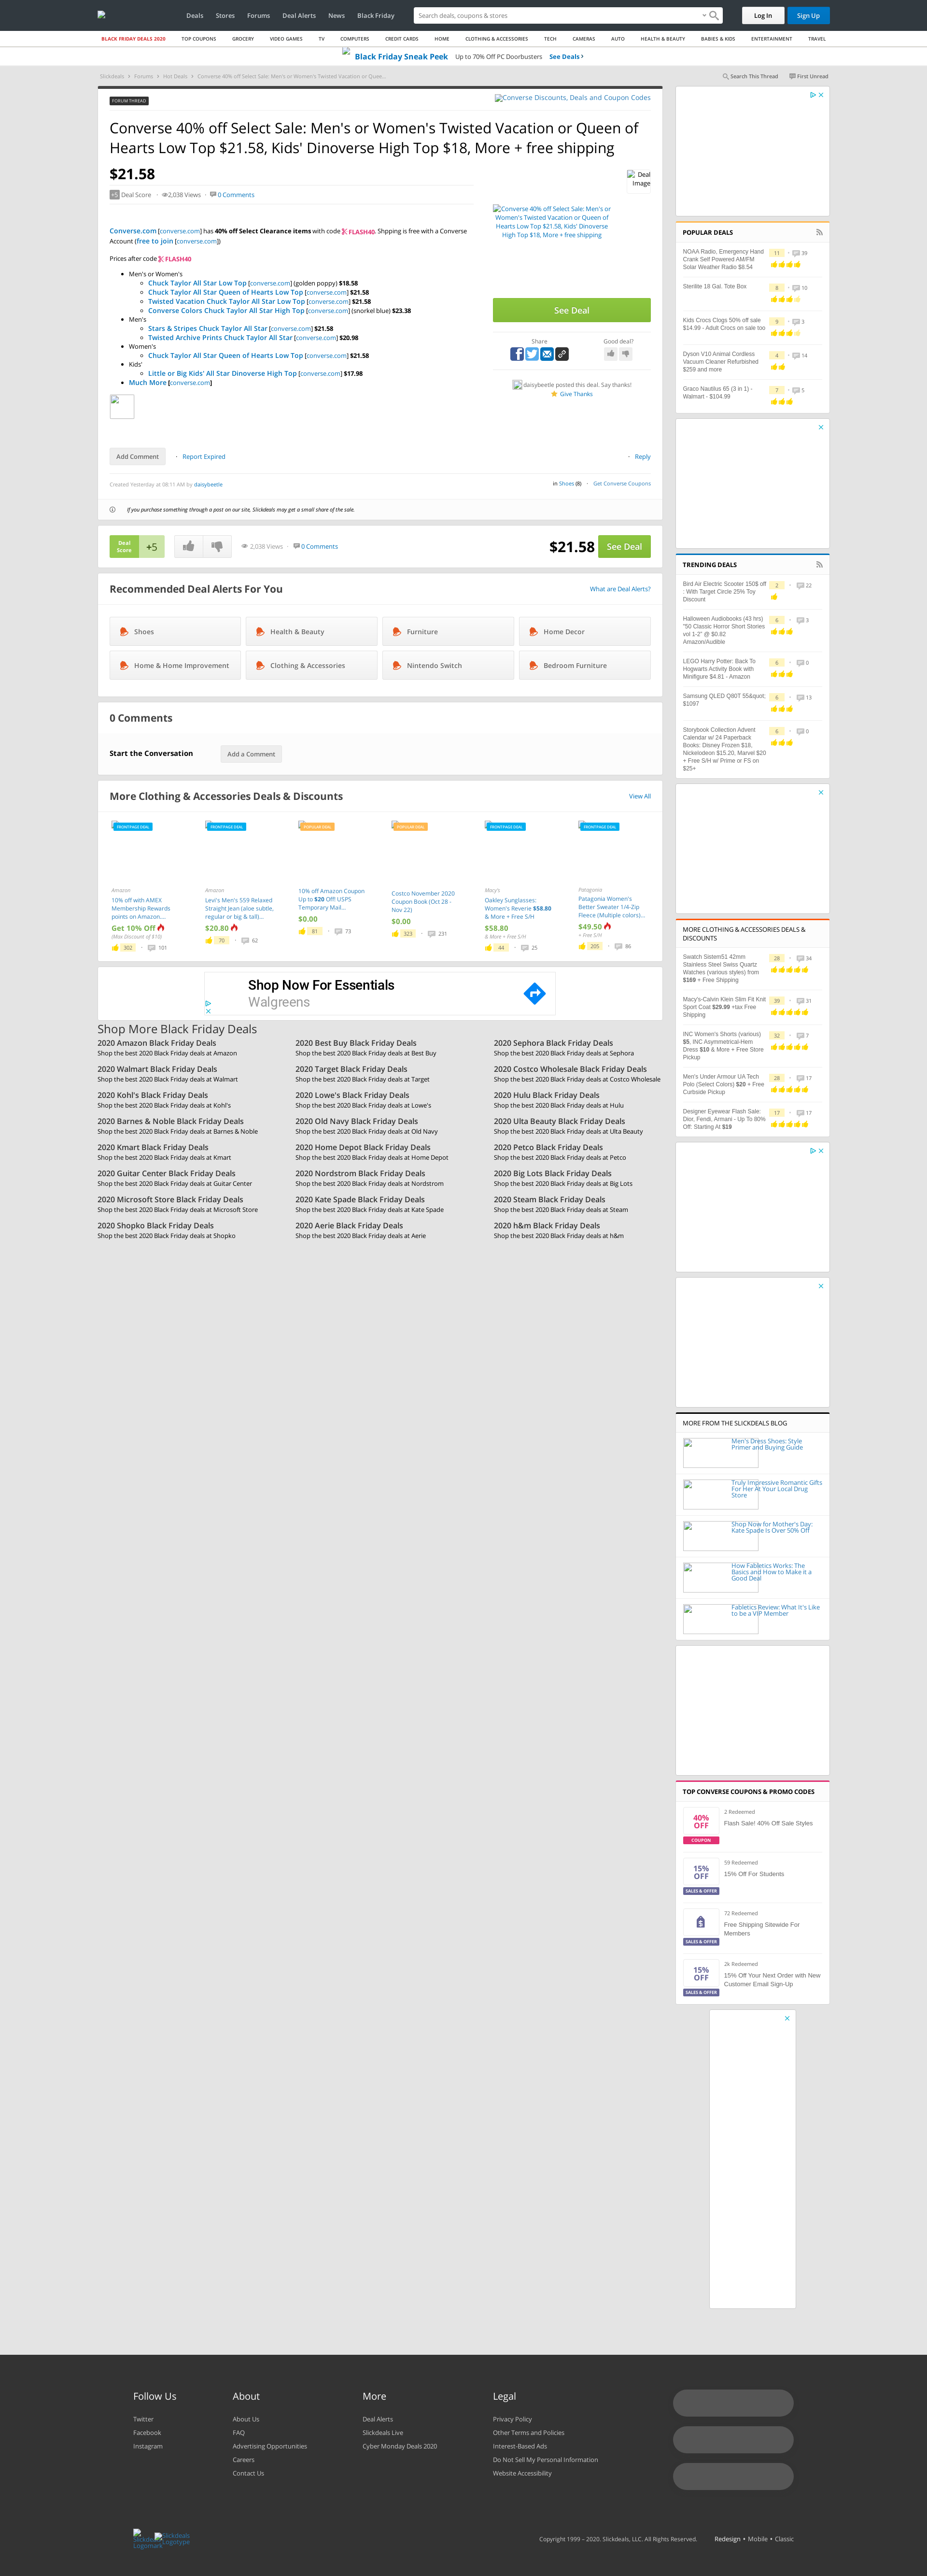 Deals Stores Forums Deal Alerts News Black Friday
Search deals, coupons & stores
Log In Sign Up
BLACK FRIDAY DEALS 2020 TOP COUPONS GROCERY VIDEO GAMES TV COMPUTERS CREDIT CARDS HOME CLOTHING & ACCESSORIES TECH CAMERAS AUTO HEALTH & BEAUTY BABIES & KIDS ENTERTAINMENT TRAVEL
Black Friday Sneak Peek Up to 70% Off PC Doorbusters See Deals ›
Slickdeals › Forums › Hot Deals › Converse 40% off Select Sale: Men's or Women's Twisted Vacation or Quee...
Search This Thread First Unread
FORUM THREAD
Converse Discounts, Deals and Coupon Codes
Converse 40% off Select Sale: Men's or Women's Twisted Vacation or Queen of
Hearts Low Top $21.58, Kids' Dinoverse High Top $18, More + free shipping
$21.58
Deal
Image
+5 Deal Score · 2,038 Views · 0 Comments
Converse 40% off Select Sale: Men's or
Women's Twisted Vacation or Queen of
Hearts Low Top $21.58, Kids' Dinoverse
High Top $18, More + free shipping
Converse.com [converse.com] has 40% off Select Clearance items with code FLASH40. Shipping is free with a Converse
Account (free to join [converse.com])
Prices after code FLASH40
Men's or Women's
Chuck Taylor All Star Low Top [converse.com] (golden poppy) $18.58
Chuck Taylor All Star Queen of Hearts Low Top [converse.com] $21.58
Twisted Vacation Chuck Taylor All Star Low Top [converse.com] $21.58
Converse Colors Chuck Taylor All Star High Top [converse.com] (snorkel blue) $23.38
Men's
Stars & Stripes Chuck Taylor All Star [converse.com] $21.58
Twisted Archive Prints Chuck Taylor All Star [converse.com] $20.98
Women's
Chuck Taylor All Star Queen of Hearts Low Top [converse.com] $21.58
Kids'
Little or Big Kids' All Star Dinoverse High Top [converse.com] $17.98
Much More [converse.com]
See Deal
Share Good deal?
daisybeetle posted this deal. Say thanks!
Give Thanks
Add Comment · Report Expired · Reply
Created Yesterday at 08:11 AM by daisybeetle
in Shoes (8) · Get Converse Coupons
If you purchase something through a post on our site, Slickdeals may get a small share of the sale.
Deal
Score
+5
2,038 Views · 0 Comments
$21.58 See Deal
Recommended Deal Alerts For You
What are Deal Alerts?
Shoes Health & Beauty Furniture Home Decor
Home & Home Improvement Clothing & Accessories Nintendo Switch Bedroom Furniture
0 Comments
Start the Conversation Add a Comment
More Clothing & Accessories Deals & Discounts View All
FRONTPAGE DEAL
Amazon
10% off with AMEX
Membership Rewards
points on Amazon....
Get 10% Off
(Max Discount of $10)
302 · 101
FRONTPAGE DEAL
Amazon
Levi's Men's 559 Relaxed
Straight Jean (aloe subtle,
regular or big & tall)...
$20.80
70 · 62
POPULAR DEAL
10% off Amazon Coupon
Up to $20 Off! USPS
Temporary Mail...
$0.00
81 · 73
POPULAR DEAL
Costco November 2020
Coupon Book (Oct 28 -
Nov 22)
$0.00
323 · 231
FRONTPAGE DEAL
Macy's
Oakley Sunglasses:
Women's Reverie $58.80
& More + Free S/H
$58.80
& More + Free S/H
44 · 25
FRONTPAGE DEAL
Patagonia
Patagonia Women's
Better Sweater 1/4-Zip
Fleece (Multiple colors)...
$49.50
+ Free S/H
205 · 86
Shop Now For Essentials
Walgreens
Shop More Black Friday Deals
2020 Amazon Black Friday Deals 2020 Best Buy Black Friday Deals 2020 Sephora Black Friday Deals
Shop the best 2020 Black Friday deals at Amazon Shop the best 2020 Black Friday deals at Best Buy Shop the best 2020 Black Friday deals at Sephora
2020 Walmart Black Friday Deals 2020 Target Black Friday Deals 2020 Costco Wholesale Black Friday Deals
Shop the best 2020 Black Friday deals at Walmart Shop the best 2020 Black Friday deals at Target Shop the best 2020 Black Friday deals at Costco Wholesale
2020 Kohl's Black Friday Deals 2020 Lowe's Black Friday Deals 2020 Hulu Black Friday Deals
Shop the best 2020 Black Friday deals at Kohl's Shop the best 2020 Black Friday deals at Lowe's Shop the best 2020 Black Friday deals at Hulu
2020 Barnes & Noble Black Friday Deals 2020 Old Navy Black Friday Deals 2020 Ulta Beauty Black Friday Deals
Shop the best 2020 Black Friday deals at Barnes & Noble Shop the best 2020 Black Friday deals at Old Navy Shop the best 2020 Black Friday deals at Ulta Beauty
2020 Kmart Black Friday Deals 2020 Home Depot Black Friday Deals 2020 Petco Black Friday Deals
Shop the best 2020 Black Friday deals at Kmart Shop the best 2020 Black Friday deals at Home Depot Shop the best 2020 Black Friday deals at Petco
2020 Guitar Center Black Friday Deals 2020 Nordstrom Black Friday Deals 2020 Big Lots Black Friday Deals
Shop the best 2020 Black Friday deals at Guitar Center Shop the best 2020 Black Friday deals at Nordstrom Shop the best 2020 Black Friday deals at Big Lots
2020 Microsoft Store Black Friday Deals 2020 Kate Spade Black Friday Deals 2020 Steam Black Friday Deals
Shop the best 2020 Black Friday deals at Microsoft Store Shop the best 2020 Black Friday deals at Kate Spade Shop the best 2020 Black Friday deals at Steam
2020 Shopko Black Friday Deals 2020 Aerie Black Friday Deals 2020 h&m Black Friday Deals
Shop the best 2020 Black Friday deals at Shopko Shop the best 2020 Black Friday deals at Aerie Shop the best 2020 Black Friday deals at h&m
POPULAR DEALS
NOAA Radio, Emergency Hand 11 · 39
Crank Self Powered AM/FM
Solar Weather Radio $8.54
Sterilite 18 Gal. Tote Box 8 · 10
Kids Crocs Clogs 50% off sale 9 · 3
$14.99 - Adult Crocs on sale too
Dyson V10 Animal Cordless 4 · 14
Vacuum Cleaner Refurbished
$259 and more
Graco Nautilus 65 (3 in 1) - 7 · 5
Walmart - $104.99
TRENDING DEALS
Bird Air Electric Scooter 150$ off 2 · 22
: With Target Circle 25% Toy
Discount
Halloween Audiobooks (43 hrs) 6 · 3
"50 Classic Horror Short Stories
vol 1-2" @ $0.82
Amazon/Audible
LEGO Harry Potter: Back To 6 · 0
Hogwarts Activity Book with
Minifigure $4.81 - Amazon
Samsung QLED Q80T 55&quot; 6 · 13
$1097
Storybook Collection Advent 6 · 0
Calendar w/ 24 Paperback
Books: Disney Frozen $18,
Nickelodeon $15.20, Marvel $20
+ Free S/H w/ Prime or FS on
$25+
MORE CLOTHING & ACCESSORIES DEALS &
DISCOUNTS
Swatch Sistem51 42mm 28 · 34
Stainless Steel Swiss Quartz
Watches (various styles) from
$169 + Free Shipping
Macy's-Calvin Klein Slim Fit Knit 39 · 31
Sport Coat $29.99 +tax Free
Shipping
INC Women's Shorts (various) 32 · 7
$5, INC Asymmetrical-Hem
Dress $10 & More + Free Store
Pickup
Men's Under Armour UA Tech 28 · 17
Polo (Select Colors) $20 + Free
Curbside Pickup
Designer Eyewear Flash Sale: 17 · 17
Dior, Fendi, Armani - Up To 80%
Off: Starting At $19
MORE FROM THE SLICKDEALS BLOG
Men's Dress Shoes: Style
Primer and Buying Guide
Truly Impressive Romantic Gifts
For Her At Your Local Drug
Store
Shop Now for Mother's Day:
Kate Spade Is Over 50% Off
How Fabletics Works: The
Basics and How to Make it a
Good Deal
Fabletics Review: What It's Like
to be a VIP Member
TOP CONVERSE COUPONS & PROMO CODES
40%
OFF
COUPON
2 Redeemed
Flash Sale! 40% Off Sale Styles
15%
OFF
SALES & OFFER
59 Redeemed
15% Off For Students
SALES & OFFER
72 Redeemed
Free Shipping Sitewide For
Members
15%
OFF
SALES & OFFER
2k Redeemed
15% Off Your Next Order with New
Customer Email Sign-Up
Follow Us About More Legal
Twitter About Us Deal Alerts Privacy Policy
Facebook FAQ Slickdeals Live Other Terms and Policies
Instagram Advertising Opportunities Cyber Monday Deals 2020 Interest-Based Ads
Careers Do Not Sell My Personal Information
Contact Us Website Accessibility
Slickdeals
Logotype
Copyright 1999 – 2020. Slickdeals, LLC. All Rights Reserved. Redesign • Mobile • Classic